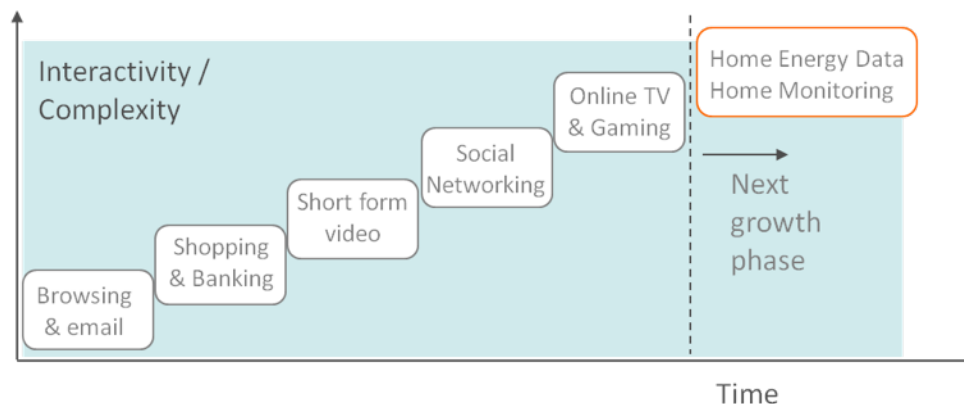 Interactivity /
Complexity
Browsing
& email
Shopping
& Banking
Short form
video
Social
Networking
Online TV
& Gaming
Home Energy Data
Home Monitoring
Next
growth
phase
Time